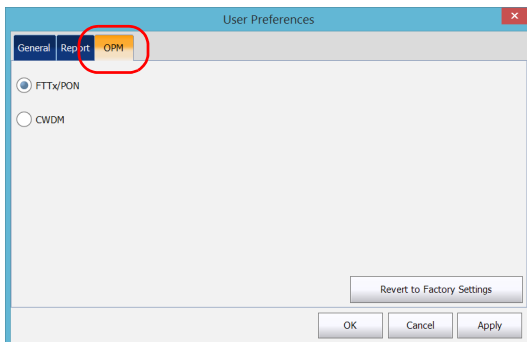 User Preferences
General Report OPM
FTTx/PON
CWDM
Revert to Factory Settings
OK Cancel Apply